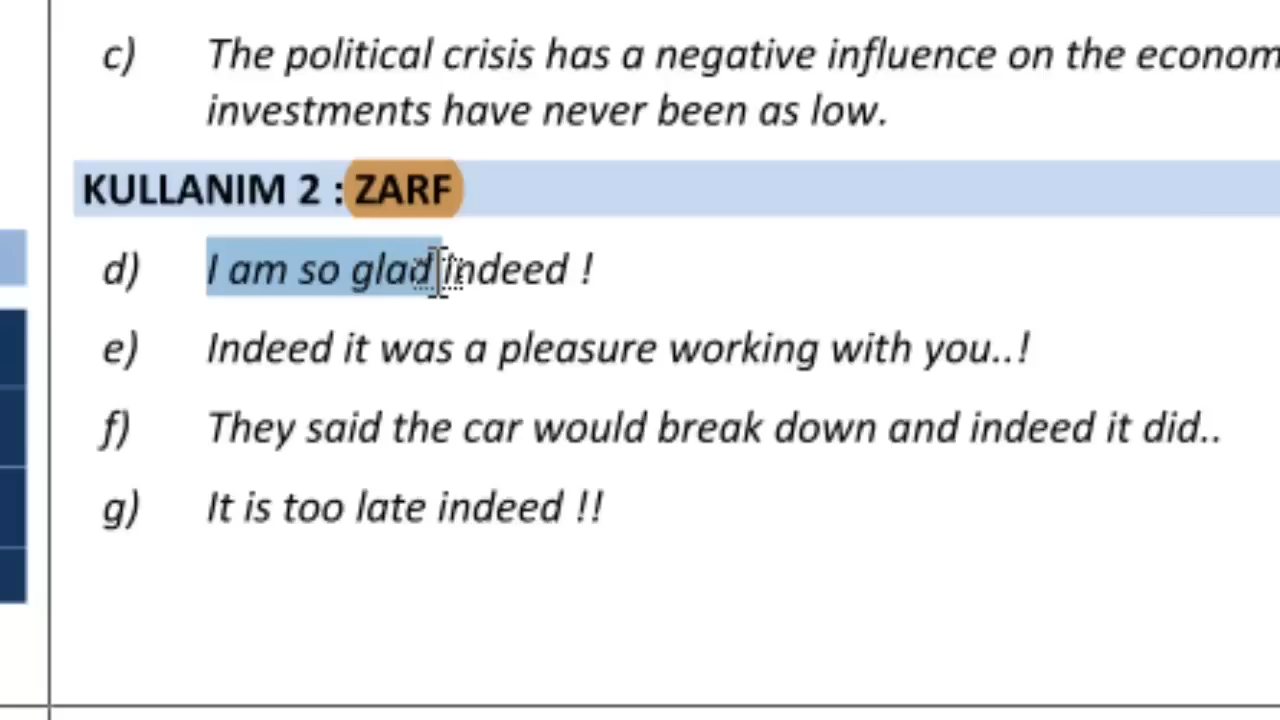 c) The political crisis has a negative influence on the econom
investments have never been as low.
KULLANIM 2 : ZARF
d) I am so glad indeed !
e) Indeed it was a pleasure working with you..!
f) They said the car would break down and indeed it did..
g) It is too late indeed !!